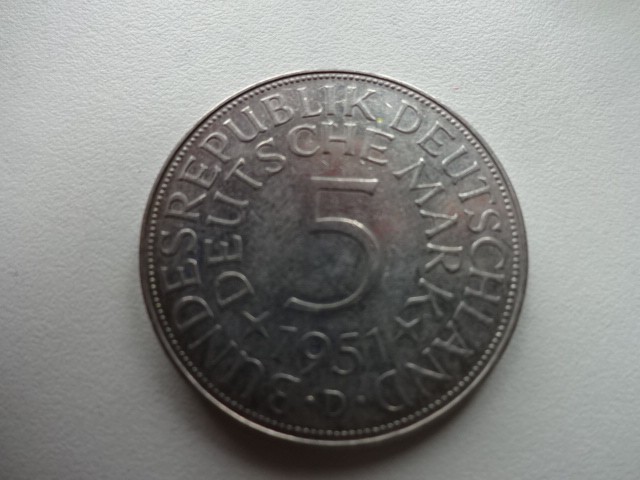 BUNDESREPUBLIK·DEUTSCHLAND
DEUTSCHE MARK
5
1951
·D·